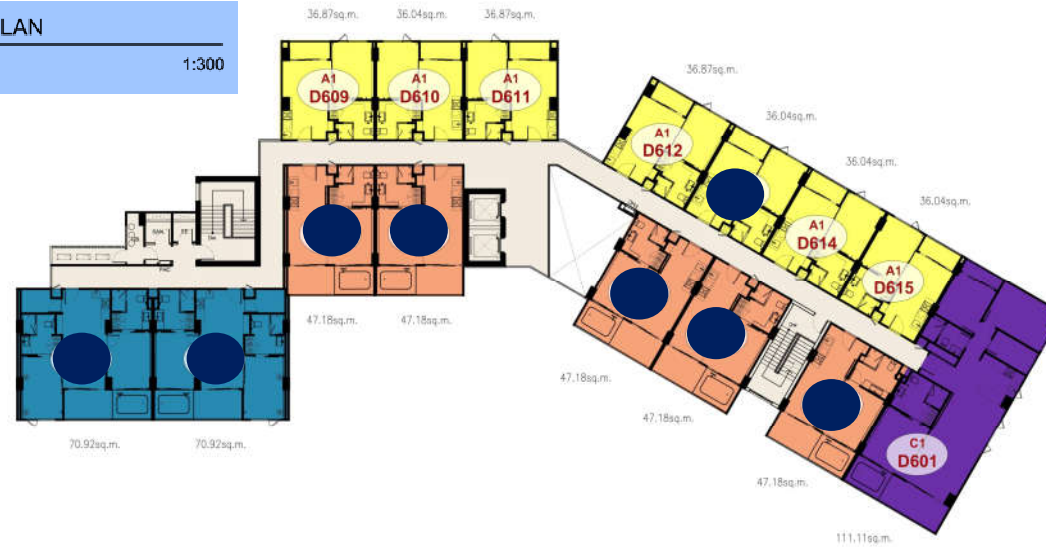 LAN
1:300
36.87sq.m.
36.04sq.m.
36.87sq.m.
A1
D609
A1
D610
A1
D611
36.87sq.m.
36.04sq.m.
36.04sq.m.
36.04sq.m.
A1
D612
A1
D614
A1
D615
47.18sq.m.
47.18sq.m.
47.18sq.m.
47.18sq.m.
47.18sq.m.
70.92sq.m.
70.92sq.m.
C1
D601
111.11sq.m.